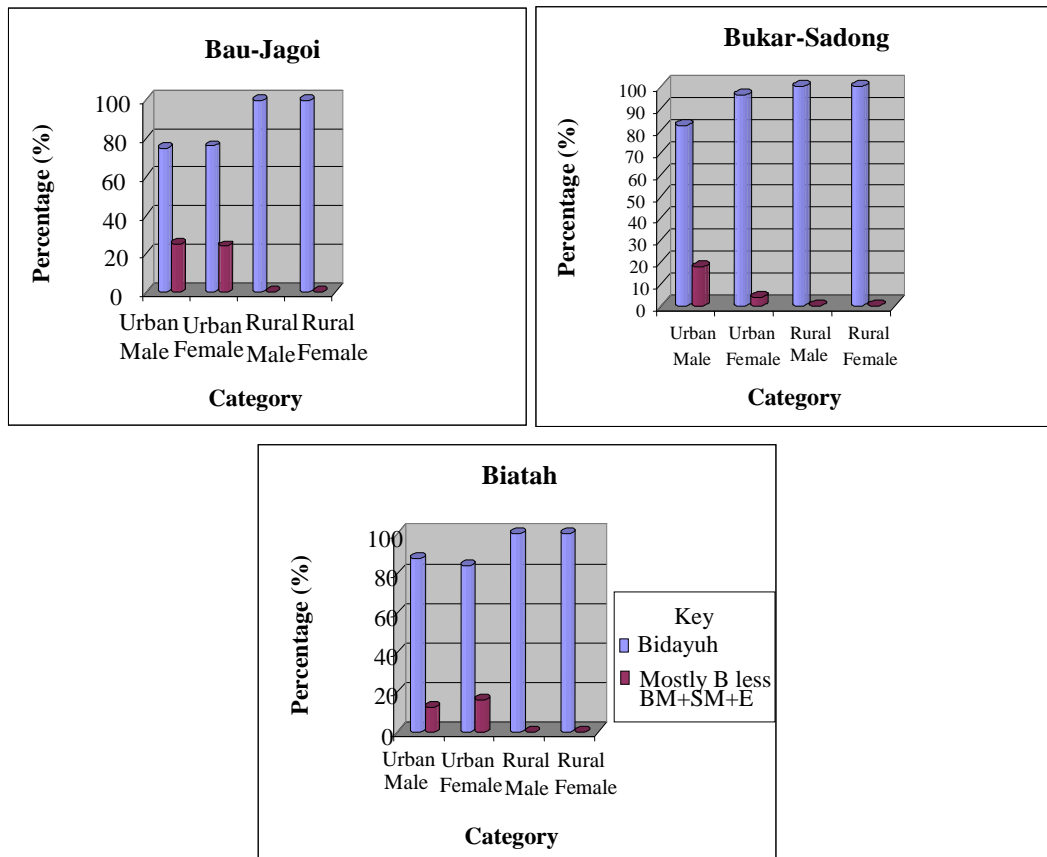 Bau-Jagoi
Percentage (%)
100
80
60
40
20
0
Urban Male
Urban Female
Rural Male
Rural Female
Category
Bukar-Sadong
Percentage (%)
100
90
80
70
60
50
40
30
20
10
0
Urban Male
Urban Female
Rural Male
Rural Female
Category
Biatah
Percentage (%)
100
80
60
40
20
0
Urban Male
Urban Female
Rural Male
Rural Female
Category
Key
Bidayuh
Mostly B less
BM+SM+E